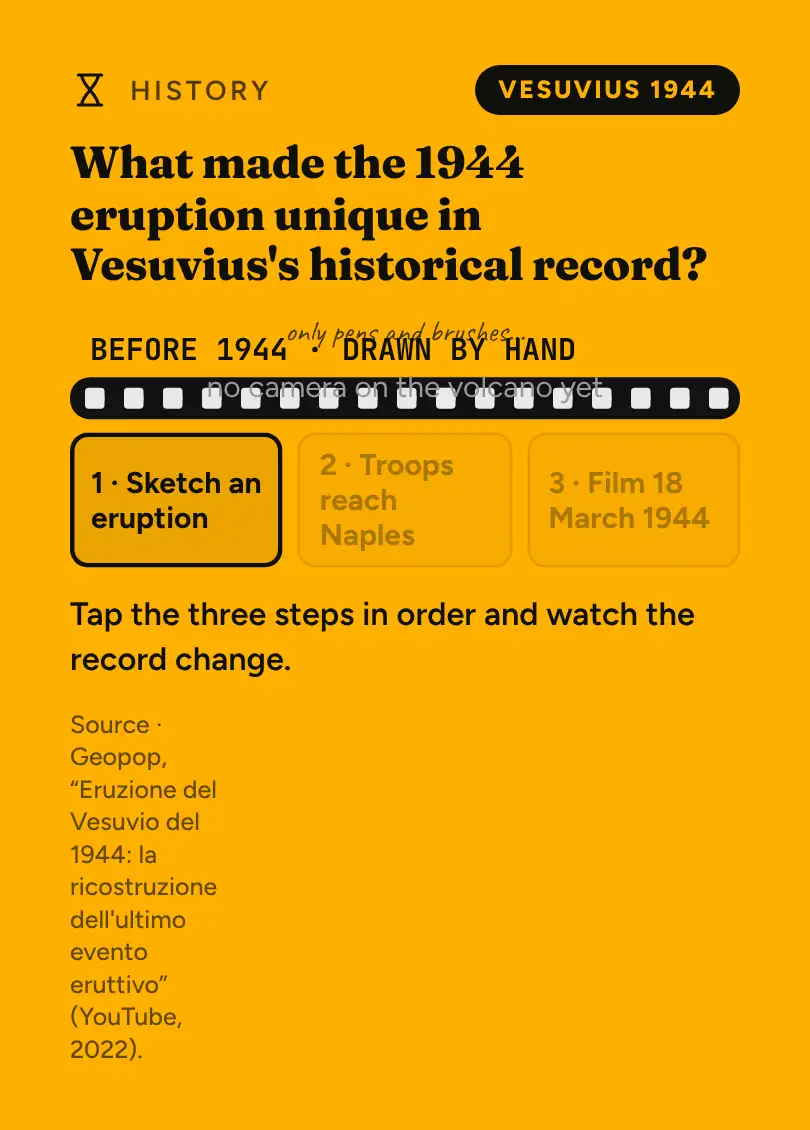 HISTORY
VESUVIUS 1944
What made the 1944
eruption unique in
Vesuvius's historical record?
only pens and brushes…
BEFORE 1944 · DRAWN BY HAND
no camera on the volcano yet
1 · Sketch an
eruption
2 · Troops
reach
Naples
3 · Film 18
March 1944
Tap the three steps in order and watch the
record change.
Source ·
Geopop,
“Eruzione del
Vesuvio del
1944: la
ricostruzione
dell'ultimo
evento
eruttivo”
(YouTube,
2022).